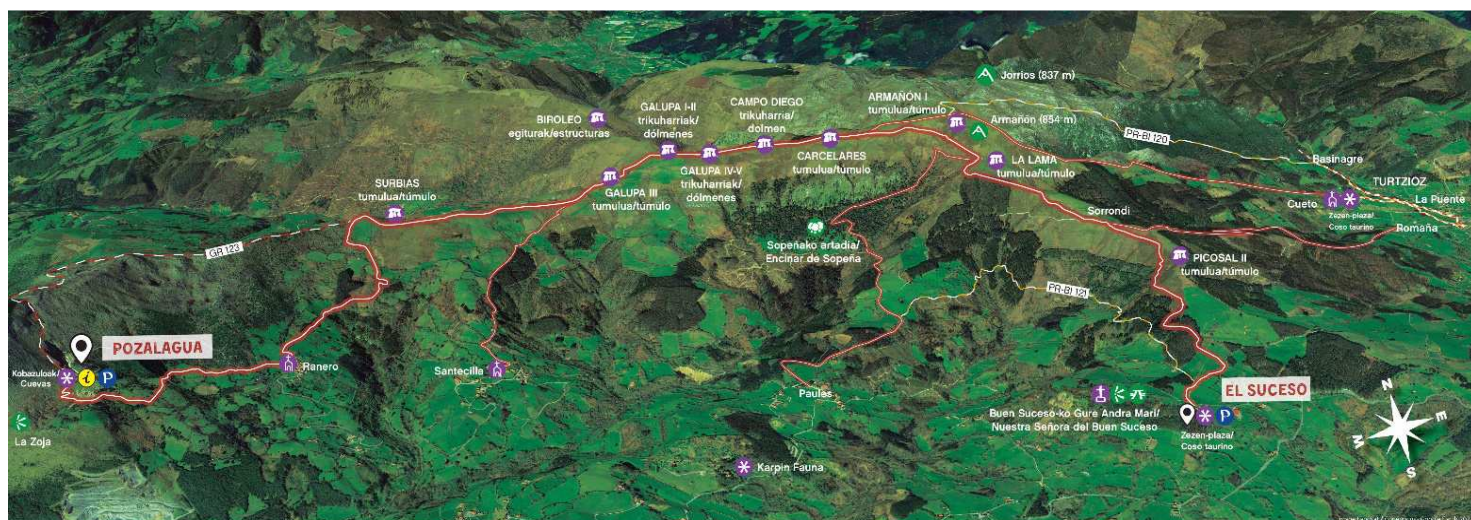 Jorrios (837 m)
GALUPA I-II
trikuharriak/
dólmenes
CAMPO DIEGO
trikuharria/
dolmen
ARMAÑÓN I
tumulua/túmulo
BIROLEO
egiturak/estructuras
Armañón (854 m)
PR-BI 120
CARCELARES
tumulua/túmulo
LA LAMA
tumulua/túmulo
Basinagre
GALUPA IV-V
trikuharriak/
dólmenes
SURBIAS
tumulua/túmulo
GALUPA III
tumulua/túmulo
TURTZIOZ
La Puente
Cueto
Zezen-plaza/
Coso taurino
Sorrondi
Romaña
GR 123
Sopeñako artadia/
Encinar de Sopeña
PICOSAL II
tumulua/túmulo
PR-BI 121
POZALAGUA
Kobazuloak/
Cuevas
i
P
Ranero
Santecilla
Paules
La Zoja
Buen Suceso-ko Gure Andra Mari/
Nuestra Señora del Buen Suceso
EL SUCESO
P
Zezen-plaza/
Coso taurino
Karpin Fauna
N
E
M
S